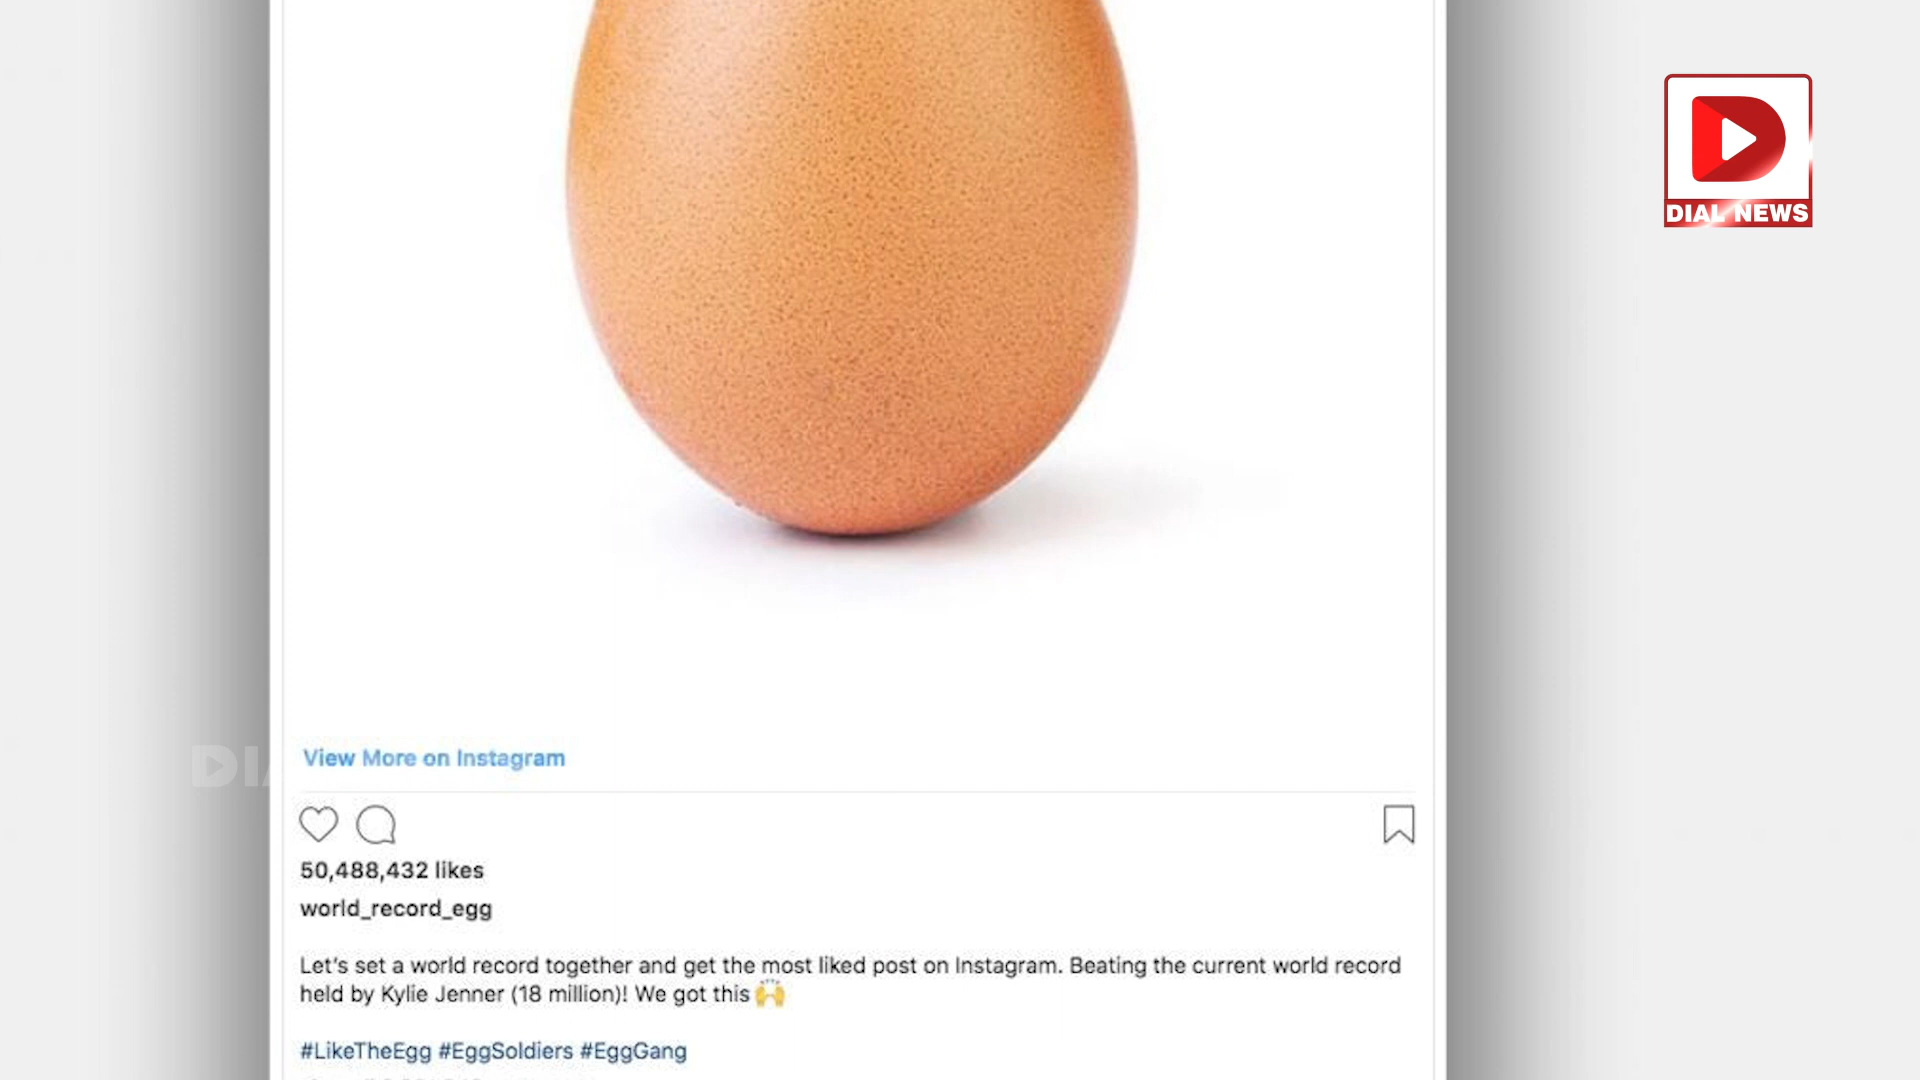 DIAL NEWS
View More on Instagram
50,488,432 likes
world_record_egg
Let's set a world record together and get the most liked post on Instagram. Beating the current world record
held by Kylie Jenner (18 million)! We got this 🙌
#LikeTheEgg #EggSoldiers #EggGang